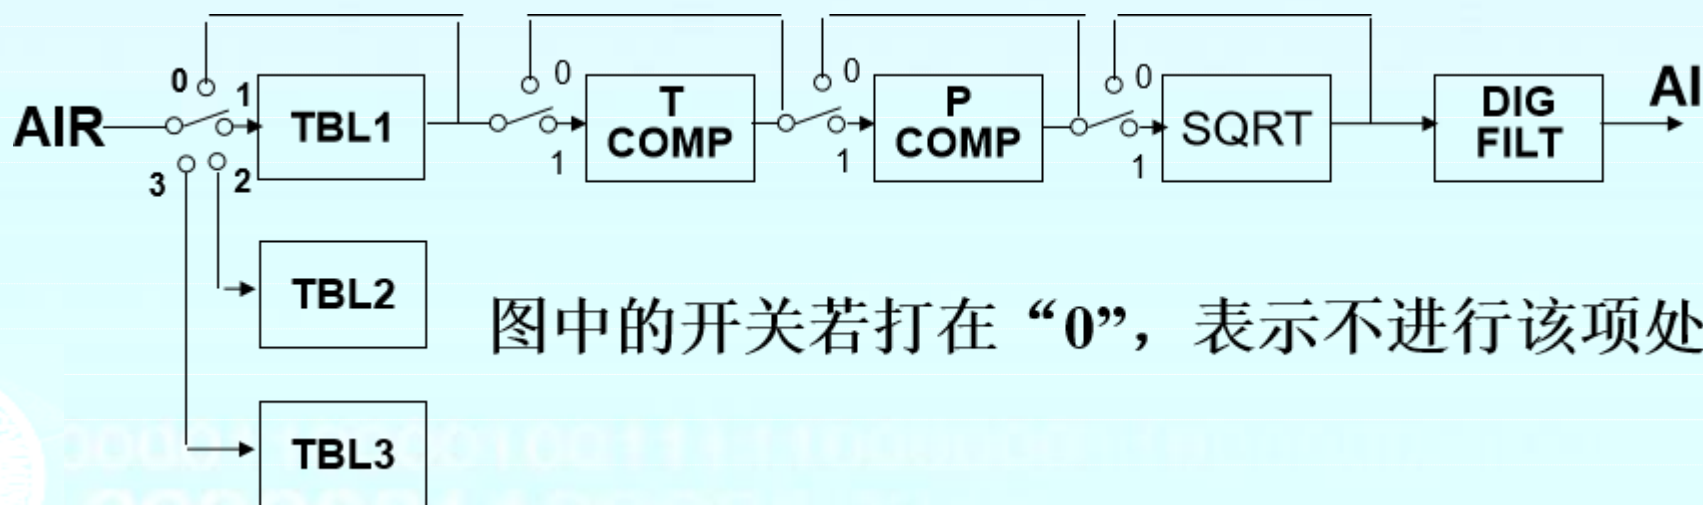 0 1 0 0 0
AIR TBL1 T COMP P COMP SQRT DIG FILT AI
3 2 1 1 1
TBL2
图中的开关若打在“0”，表示不进行该项处
TBL3